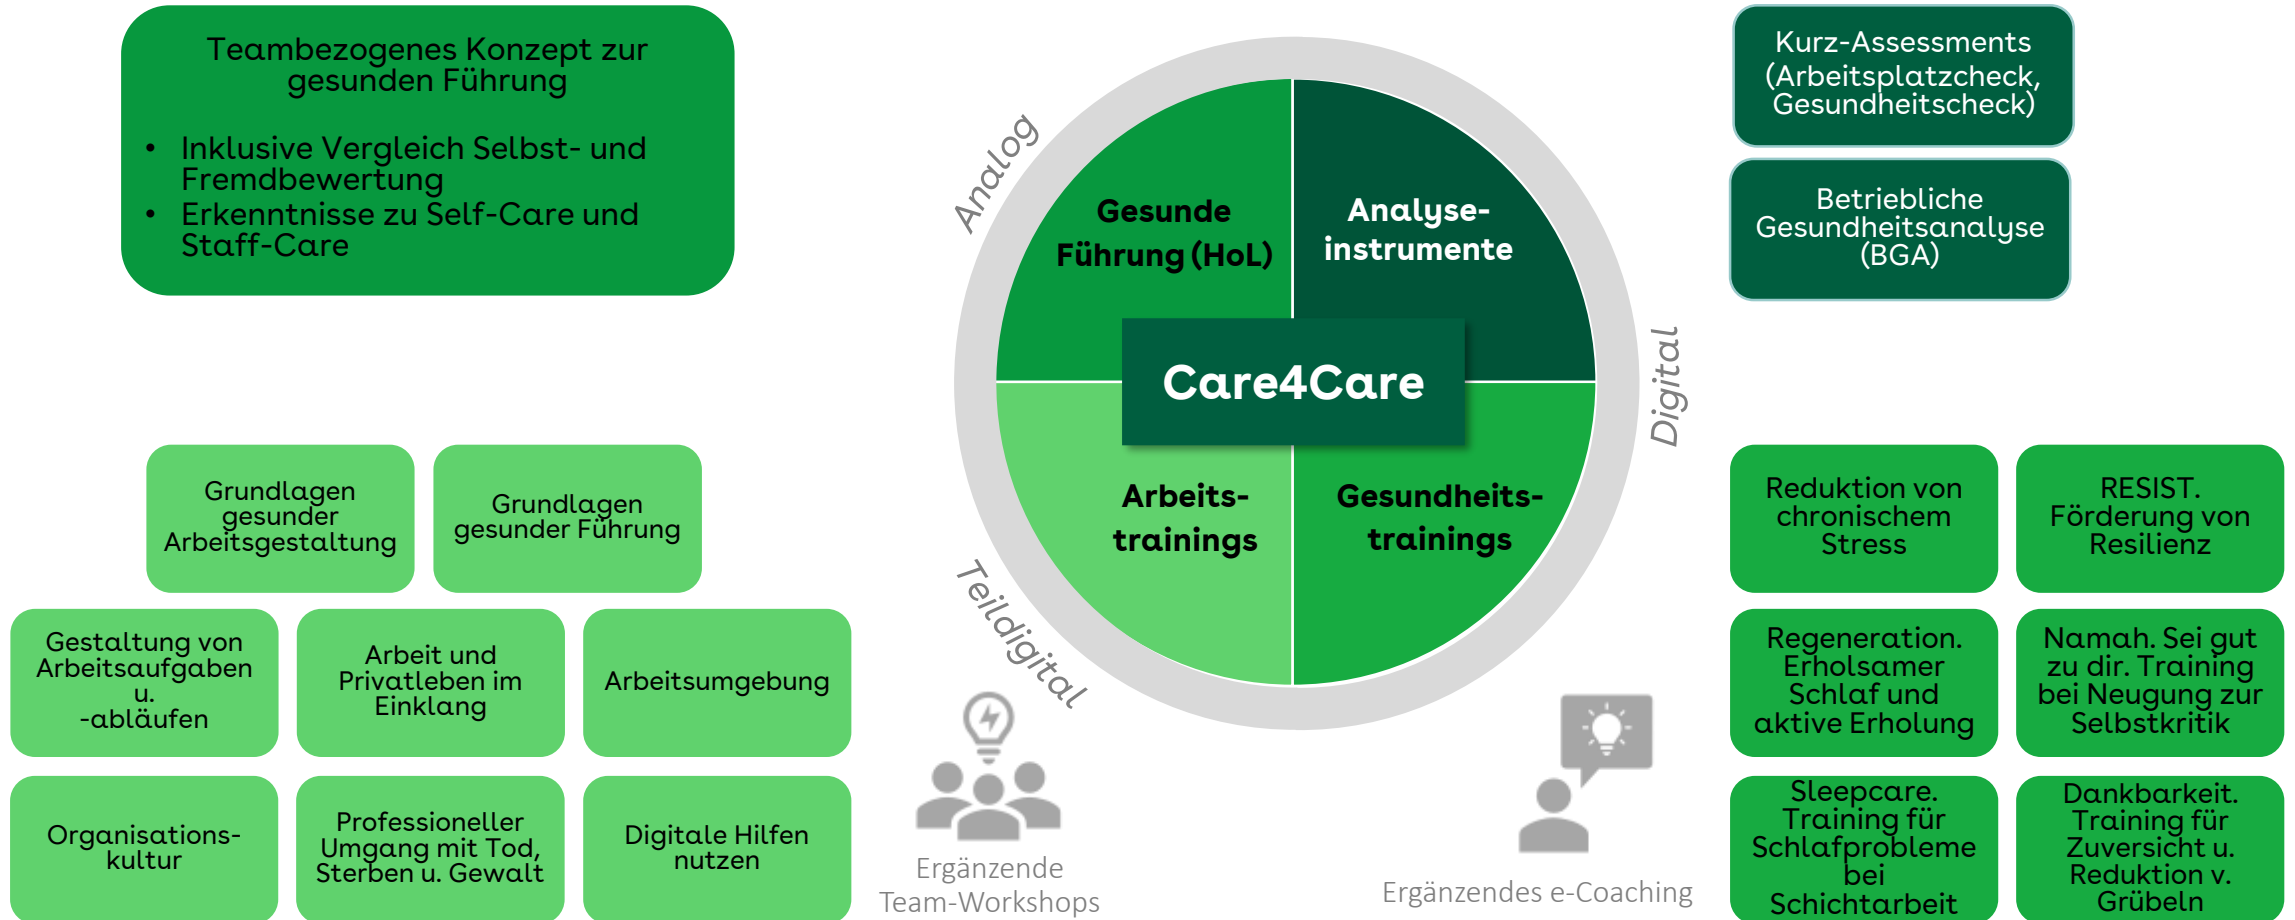 Teambezogenes Konzept zur
gesunden Führung
• Inklusive Vergleich Selbst- und
Fremdbewertung
• Erkenntnisse zu Self-Care und
Staff-Care
Analog
Digital
Teildigital
Gesunde
Führung (HoL)
Analyse-
instrumente
Care4Care
Arbeits-
trainings
Gesundheits-
trainings
Kurz-Assessments
(Arbeitsplatzcheck,
Gesundheitscheck)
Betriebliche
Gesundheitsanalyse
(BGA)
Grundlagen
gesunder
Arbeitsgestaltung
Grundlagen
gesunder Führung
Gestaltung von
Arbeitsaufgaben
u.
-abläufen
Arbeit und
Privatleben im
Einklang
Arbeitsumgebung
Organisations-
kultur
Professioneller
Umgang mit Tod,
Sterben u. Gewalt
Digitale Hilfen
nutzen
Ergänzende
Team-Workshops
Ergänzendes e-Coaching
Reduktion von
chronischem
Stress
RESIST.
Förderung von
Resilienz
Regeneration.
Erholsamer
Schlaf und
aktive Erholung
Namah. Sei gut
zu dir. Training
bei Neugung zur
Selbstkritik
Sleepcare.
Training für
Schlafprobleme
bei
Schichtarbeit
Dankbarkeit.
Training für
Zuversicht u.
Reduktion v.
Grübeln